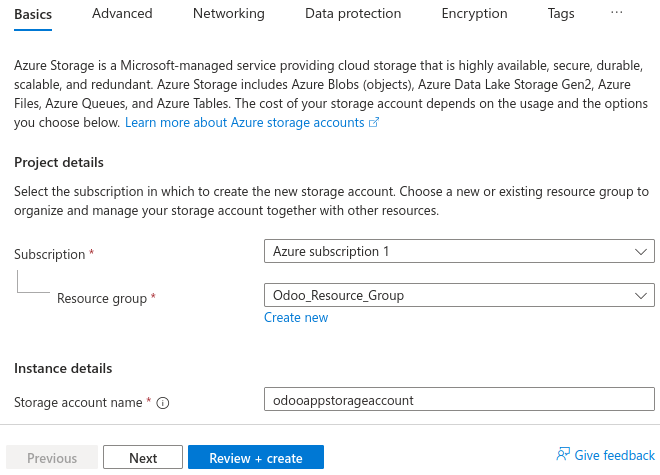 Basics Advanced Networking Data protection Encryption Tags ...
Azure Storage is a Microsoft-managed service providing cloud storage that is highly available, secure, durable,
scalable, and redundant. Azure Storage includes Azure Blobs (objects), Azure Data Lake Storage Gen2, Azure
Files, Azure Queues, and Azure Tables. The cost of your storage account depends on the usage and the options
you choose below. Learn more about Azure storage accounts
Project details
Select the subscription in which to create the new storage account. Choose a new or existing resource group to
organize and manage your storage account together with other resources.
Subscription * Azure subscription 1
Resource group * Odoo_Resource_Group
Create new
Instance details
Storage account name * odooappstorageaccount
Previous Next Review + create Give feedback